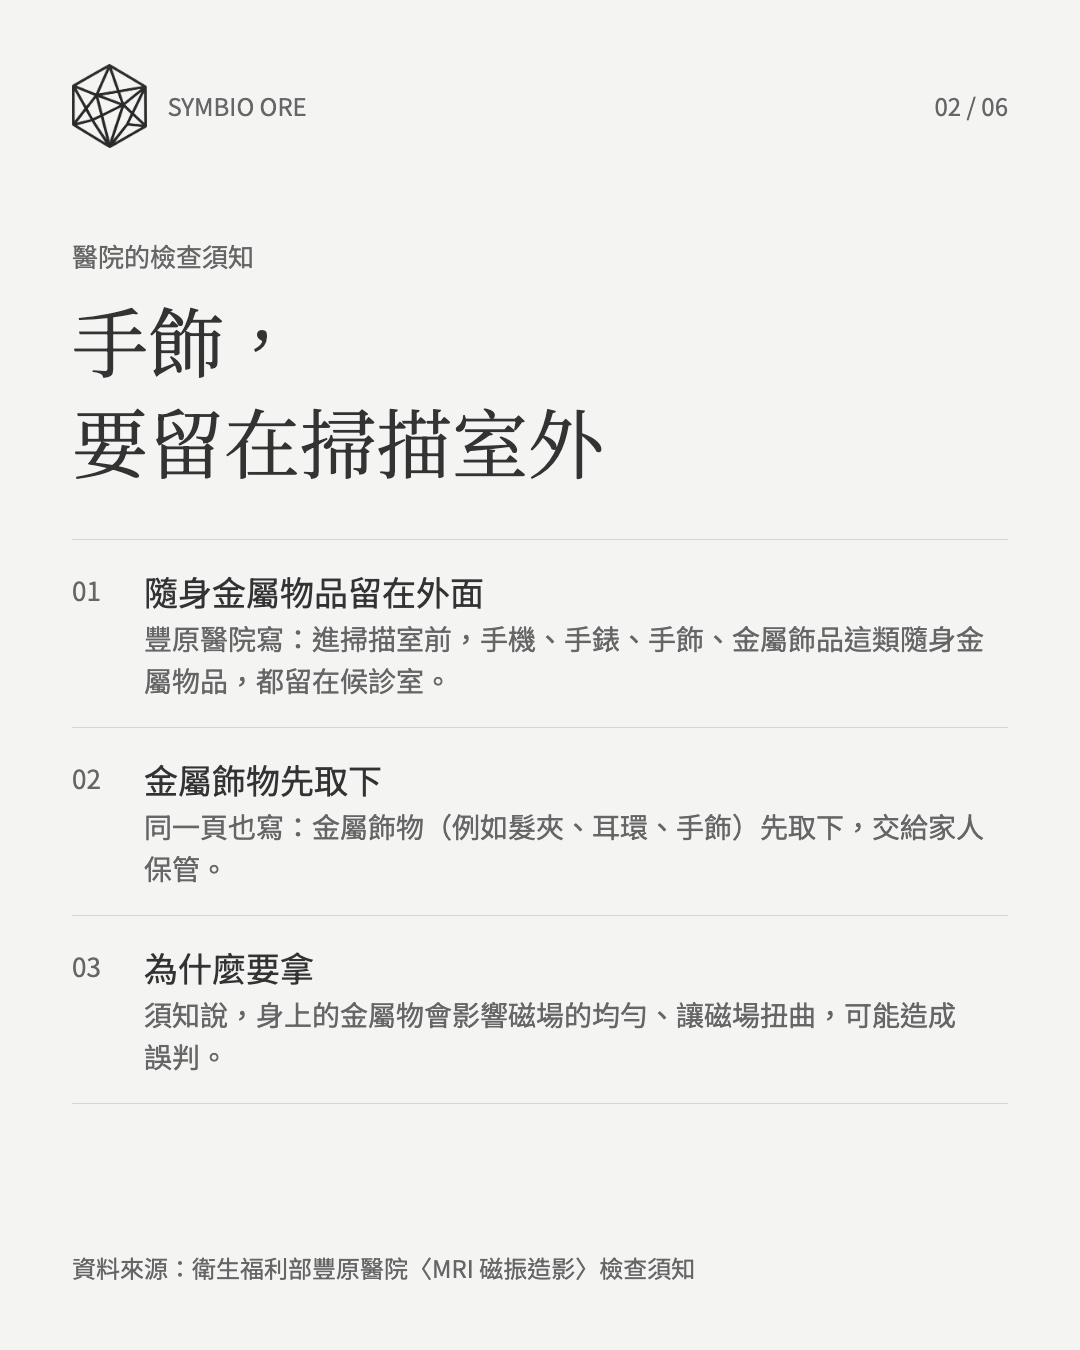 SYMBIO ORE
02 / 06
醫院的檢查須知
手飾，
要留在掃描室外
01
隨身金屬物品留在外面
豐原醫院寫：進掃描室前，手機、手錶、手飾、金屬飾品這類隨身金
屬物品，都留在候診室。
02
金屬飾物先取下
同一頁也寫：金屬飾物（例如髮夾、耳環、手飾）先取下，交給家人
保管。
03
為什麼要拿
須知說，身上的金屬物會影響磁場的均勻、讓磁場扭曲，可能造成
誤判。
資料來源：衛生福利部豐原醫院〈MRI 磁振造影〉檢查須知